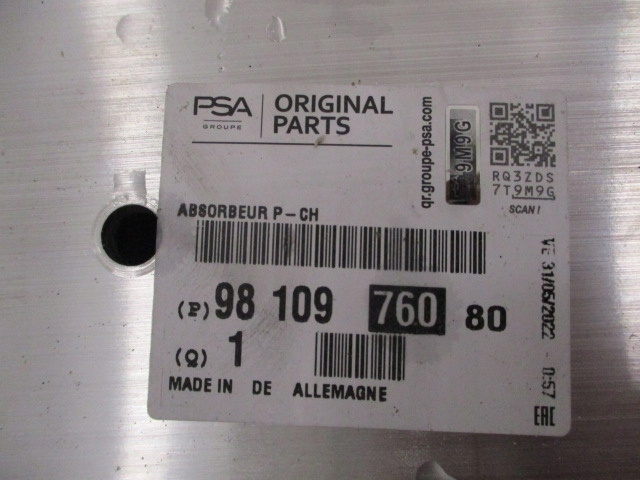 PSA
GROUPE
ORIGINAL
PARTS
qr.groupe-psa.com
9M9G
RQ3ZDS
7T9M9G
SCAN!
ABSORBEUR P-CH
(P) 98 109 760 80
(Q) 1
MADE IN DE ALLEMAGNE
31/05/2022 - 0:57
EAC